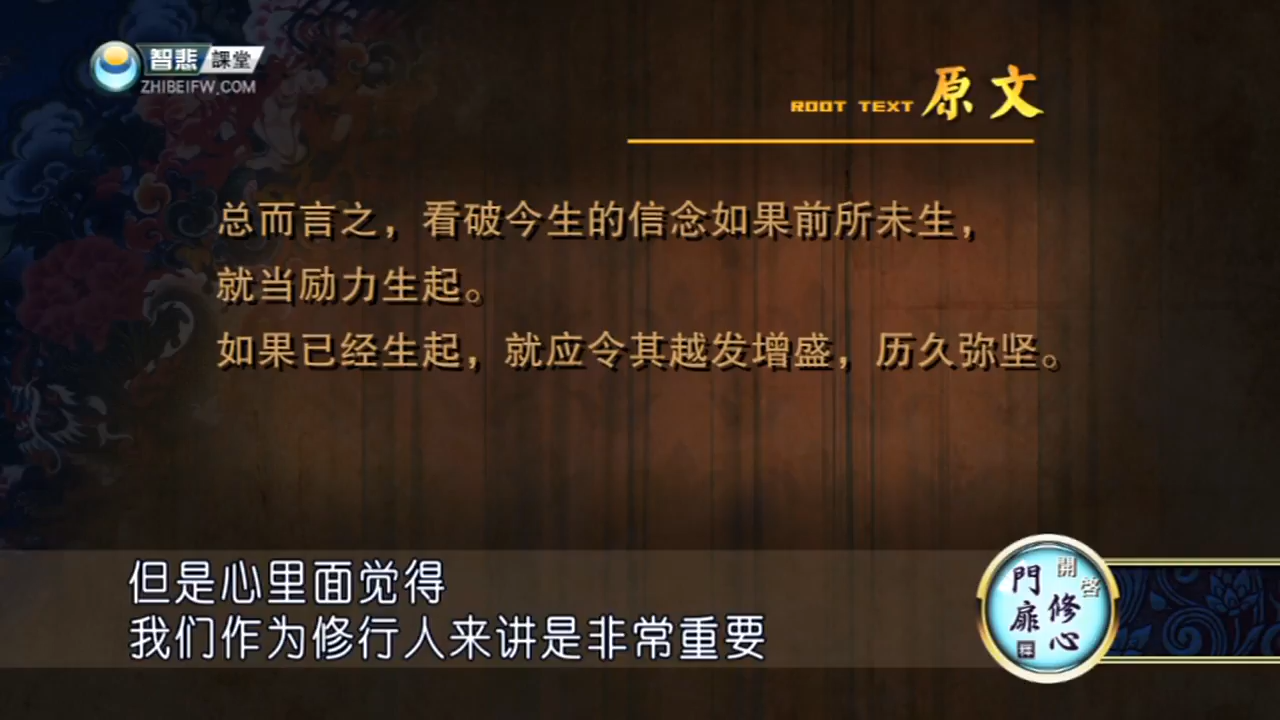 智悲課堂
ZHIBEIFW.COM
ROOT TEXT 原文
总而言之，看破今生的信念如果前所未生，
就当励力生起。
如果已经生起，就应令其越发增盛，历久弥坚。
但是心里面觉得
我们作为修行人来讲是非常重要
開啓
修心
門扉